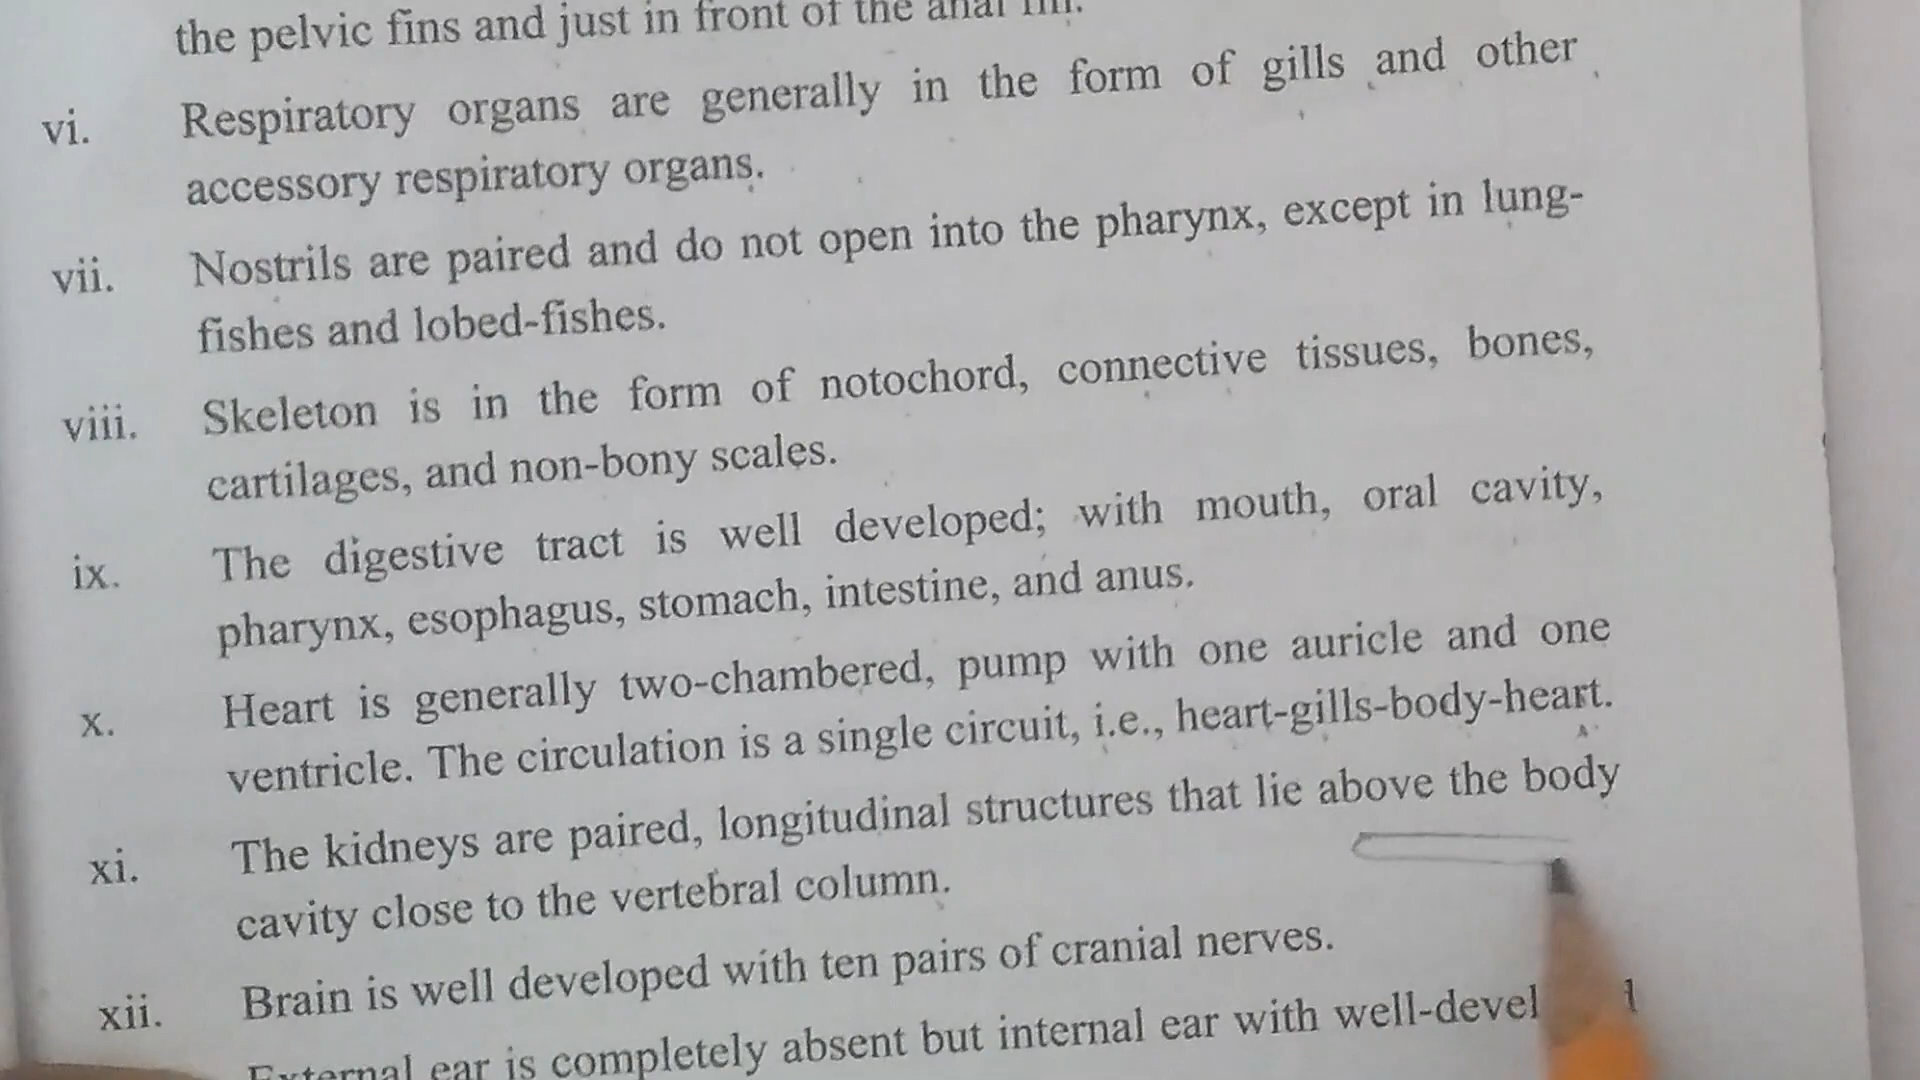 the pelvic fins and just in front of the anal fin.
vi. Respiratory organs are generally in the form of gills and other
accessory respiratory organs.
vii. Nostrils are paired and do not open into the pharynx, except in lung-
fishes and lobed-fishes.
viii. Skeleton is in the form of notochord, connective tissues, bones,
cartilages, and non-bony scales.
ix. The digestive tract is well developed; with mouth, oral cavity,
pharynx, esophagus, stomach, intestine, and anus.
x. Heart is generally two-chambered, pump with one auricle and one
ventricle. The circulation is a single circuit, i.e., heart-gills-body-heart.
xi. The kidneys are paired, longitudinal structures that lie above the body
cavity close to the vertebral column.
xii. Brain is well developed with ten pairs of cranial nerves.
External ear is completely absent but internal ear with